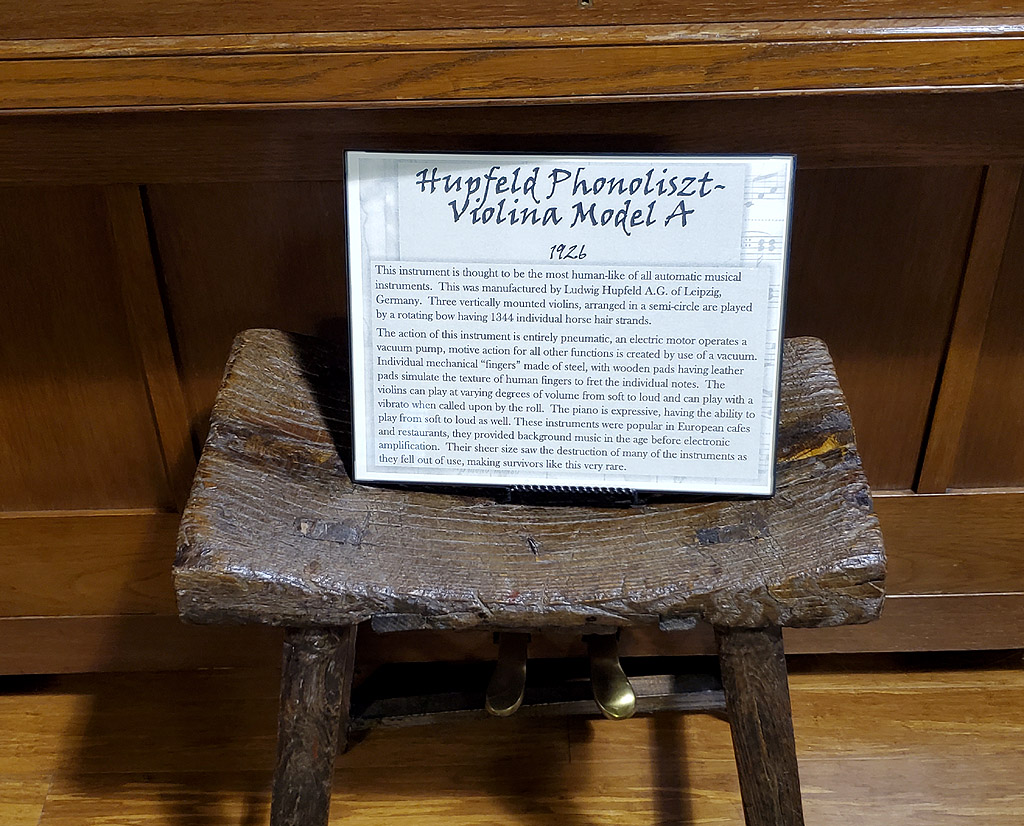 Hupfeld Phonoliszt-
Violina Model A
1926
This instrument is thought to be the most human-like of all automatic musical
instruments.  This was manufactured by Ludwig Hupfeld A.G. of Leipzig,
Germany.  Three vertically mounted violins, arranged in a semi-circle are played
by a rotating bow having 1344 individual horse hair strands.
The action of this instrument is entirely pneumatic, an electric motor operates a
vacuum pump, motive action for all other functions is created by use of a vacuum.
Individual mechanical “fingers” made of steel, with wooden pads having leather
pads simulate the texture of human fingers to fret the individual notes.  The
violins can play at varying degrees of volume from soft to loud and can play with a
vibrato when called upon by the roll.  The piano is expressive, having the ability to
play from soft to loud as well. These instruments were popular in European cafes
and restaurants, they provided background music in the age before electronic
amplification.  Their sheer size saw the destruction of many of the instruments as
they fell out of use, making survivors like this very rare.